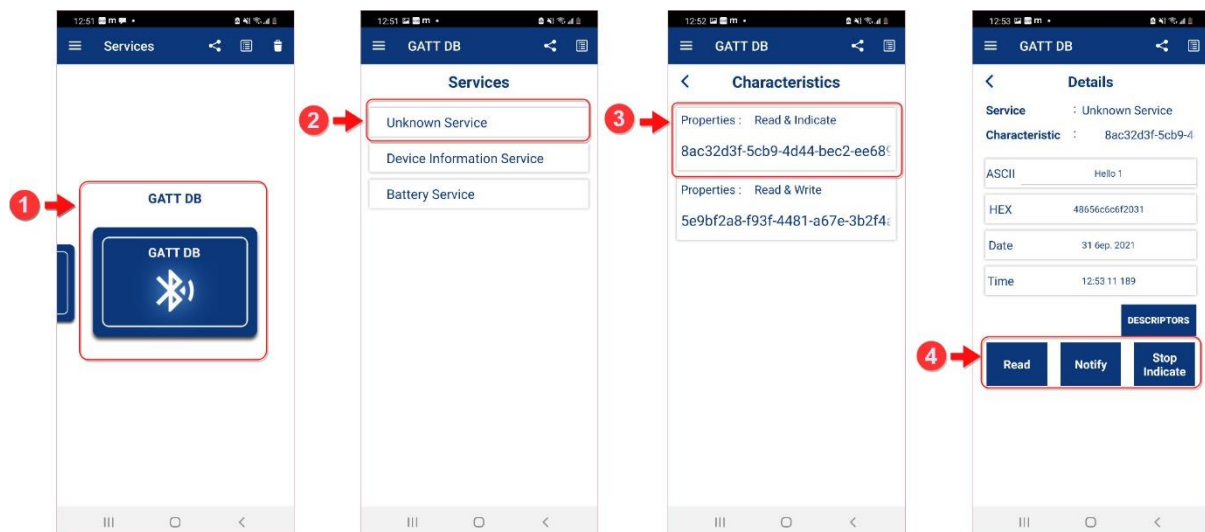 12:51
Services
1
GATT DB
GATT DB
12:51
GATT DB
Services
2
Unknown Service
Device Information Service
Battery Service
12:52
GATT DB
Characteristics
3
Properties : Read & Indicate
8ac32d3f-5cb9-4d44-bec2-ee689
Properties : Read & Write
5e9bf2a8-f93f-4481-a67e-3b2f4
12:53
GATT DB
Details
Service : Unknown Service
Characteristic : 8ac32d3f-5cb9-4
ASCII Hello 1
HEX 48656c6c6f2031
Date 31 бер. 2021
Time 12:53 11 189
DESCRIPTORS
4
Read Notify Stop Indicate